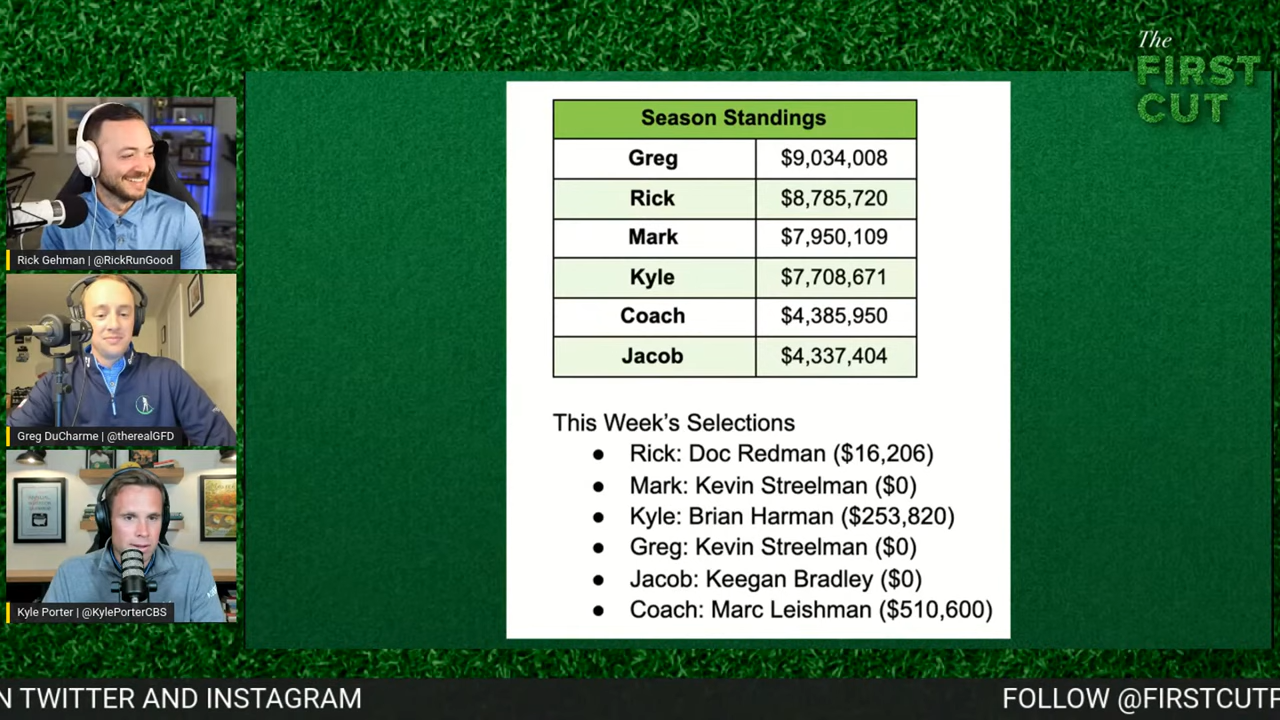 The
FIRST
CUT
Rick Gehman | @RickRunGood
Greg DuCharme | @therealGFD
Kyle Porter | @KylePorterCBS
Season Standings
Greg $9,034,008
Rick $8,785,720
Mark $7,950,109
Kyle $7,708,671
Coach $4,385,950
Jacob $4,337,404
This Week's Selections
● Rick: Doc Redman ($16,206)
● Mark: Kevin Streelman ($0)
● Kyle: Brian Harman ($253,820)
● Greg: Kevin Streelman ($0)
● Jacob: Keegan Bradley ($0)
● Coach: Marc Leishman ($510,600)
N TWITTER AND INSTAGRAM FOLLOW @FIRSTCUTP